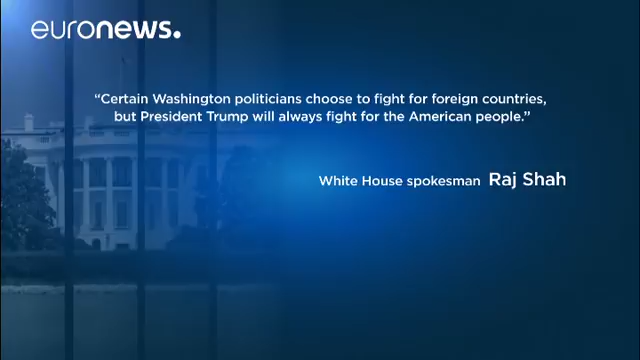 euronews.
“Certain Washington politicians choose to fight for foreign countries,
but President Trump will always fight for the American people.”
White House spokesman Raj Shah